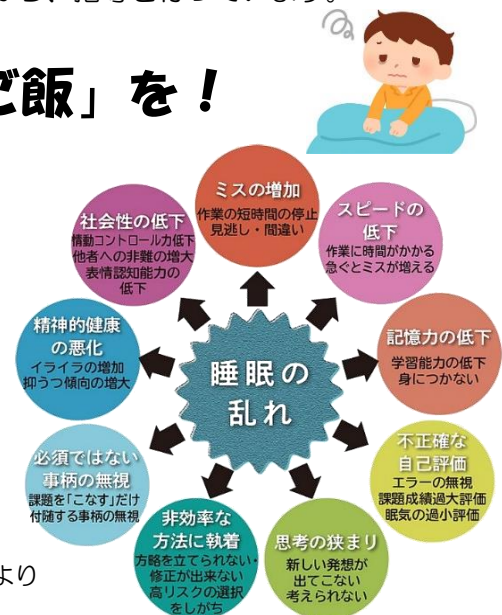 ご飯」を！
ミスの増加
作業の短時間の停止
見逃し・間違い
スピードの
低下
作業に時間がかかる
急ぐとミスが増える
記憶力の低下
学習能力の低下
身につかない
不正確な
自己評価
エラーの無視
課題成績過大評価
眠気の過小評価
思考の狭まり
新しい発想が
出てこない
考えられない
非効率な
方法に執着
方略を立てられない・
修正が出来ない
高リスクの選択
をしがち
必須ではない
事柄の無視
課題を「こなす」だけ
付随する事柄の無視
精神的健康
の悪化
イライラの増加
抑うつ傾向の増大
社会性の低下
情動コントロール力低下
他者への非難の増大
表情認知能力の
低下
睡眠の
乱れ
より